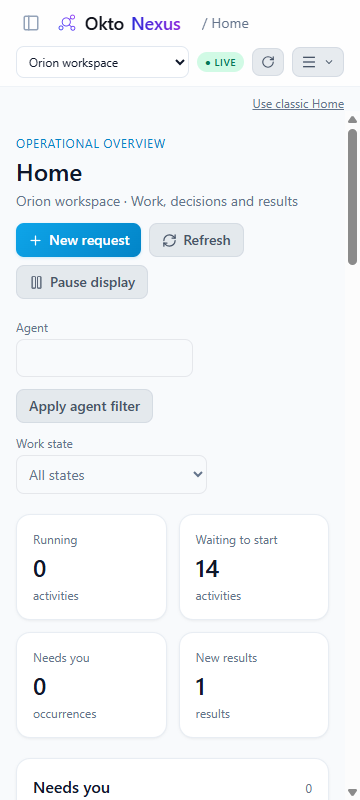 Okto Nexus / Home
Orion workspace LIVE
Use classic Home
OPERATIONAL OVERVIEW
Home
Orion workspace · Work, decisions and results
New request Refresh
Pause display
Agent
Apply agent filter
Work state
All states
Running Waiting to start
0 14
activities activities
Needs you New results
0 1
occurrences results
Needs you 0